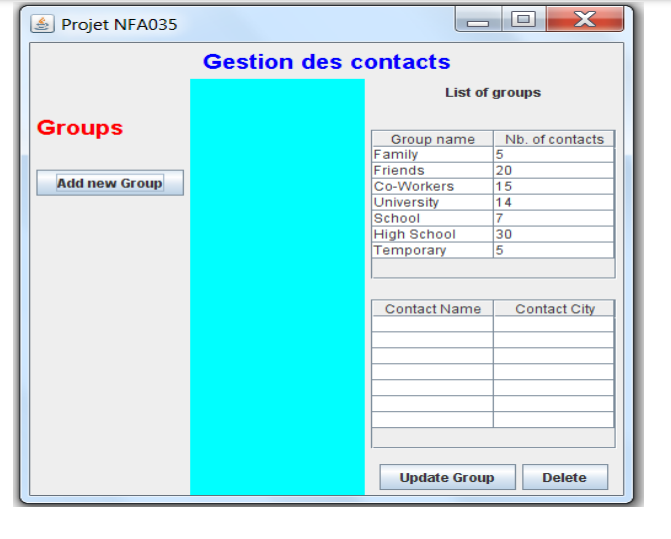 Projet NFA035
Gestion des contacts
Groups
Add new Group
List of groups
Group name Nb. of contacts
Family 5
Friends 20
Co-Workers 15
University 14
School 7
High School 30
Temporary 5
Contact Name Contact City
Update Group Delete